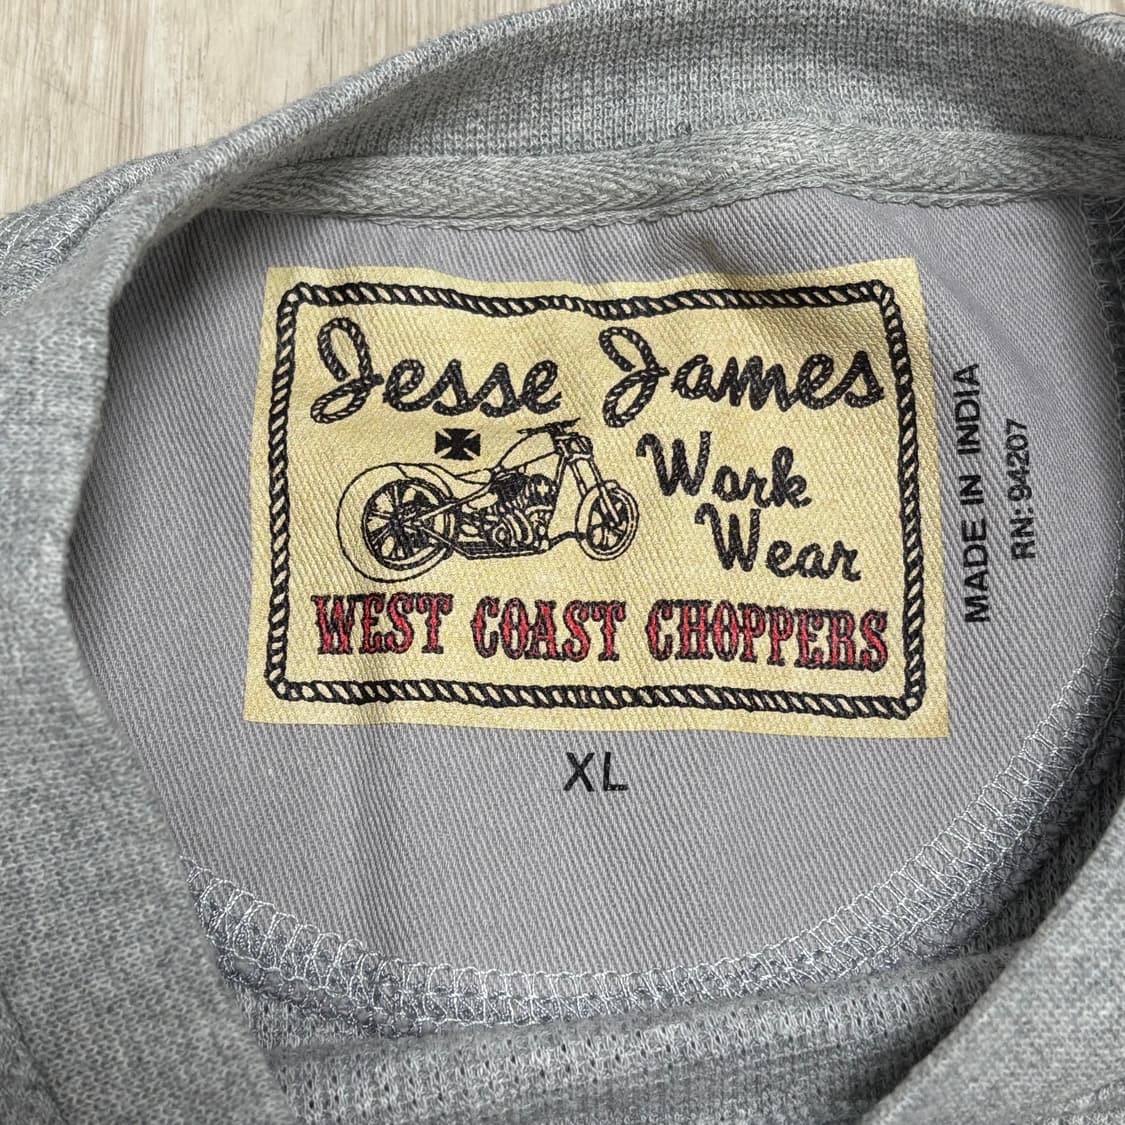 Jesse James
Work
Wear
WEST COAST CHOPPERS
XL
MADE IN INDIA
RN: 94207